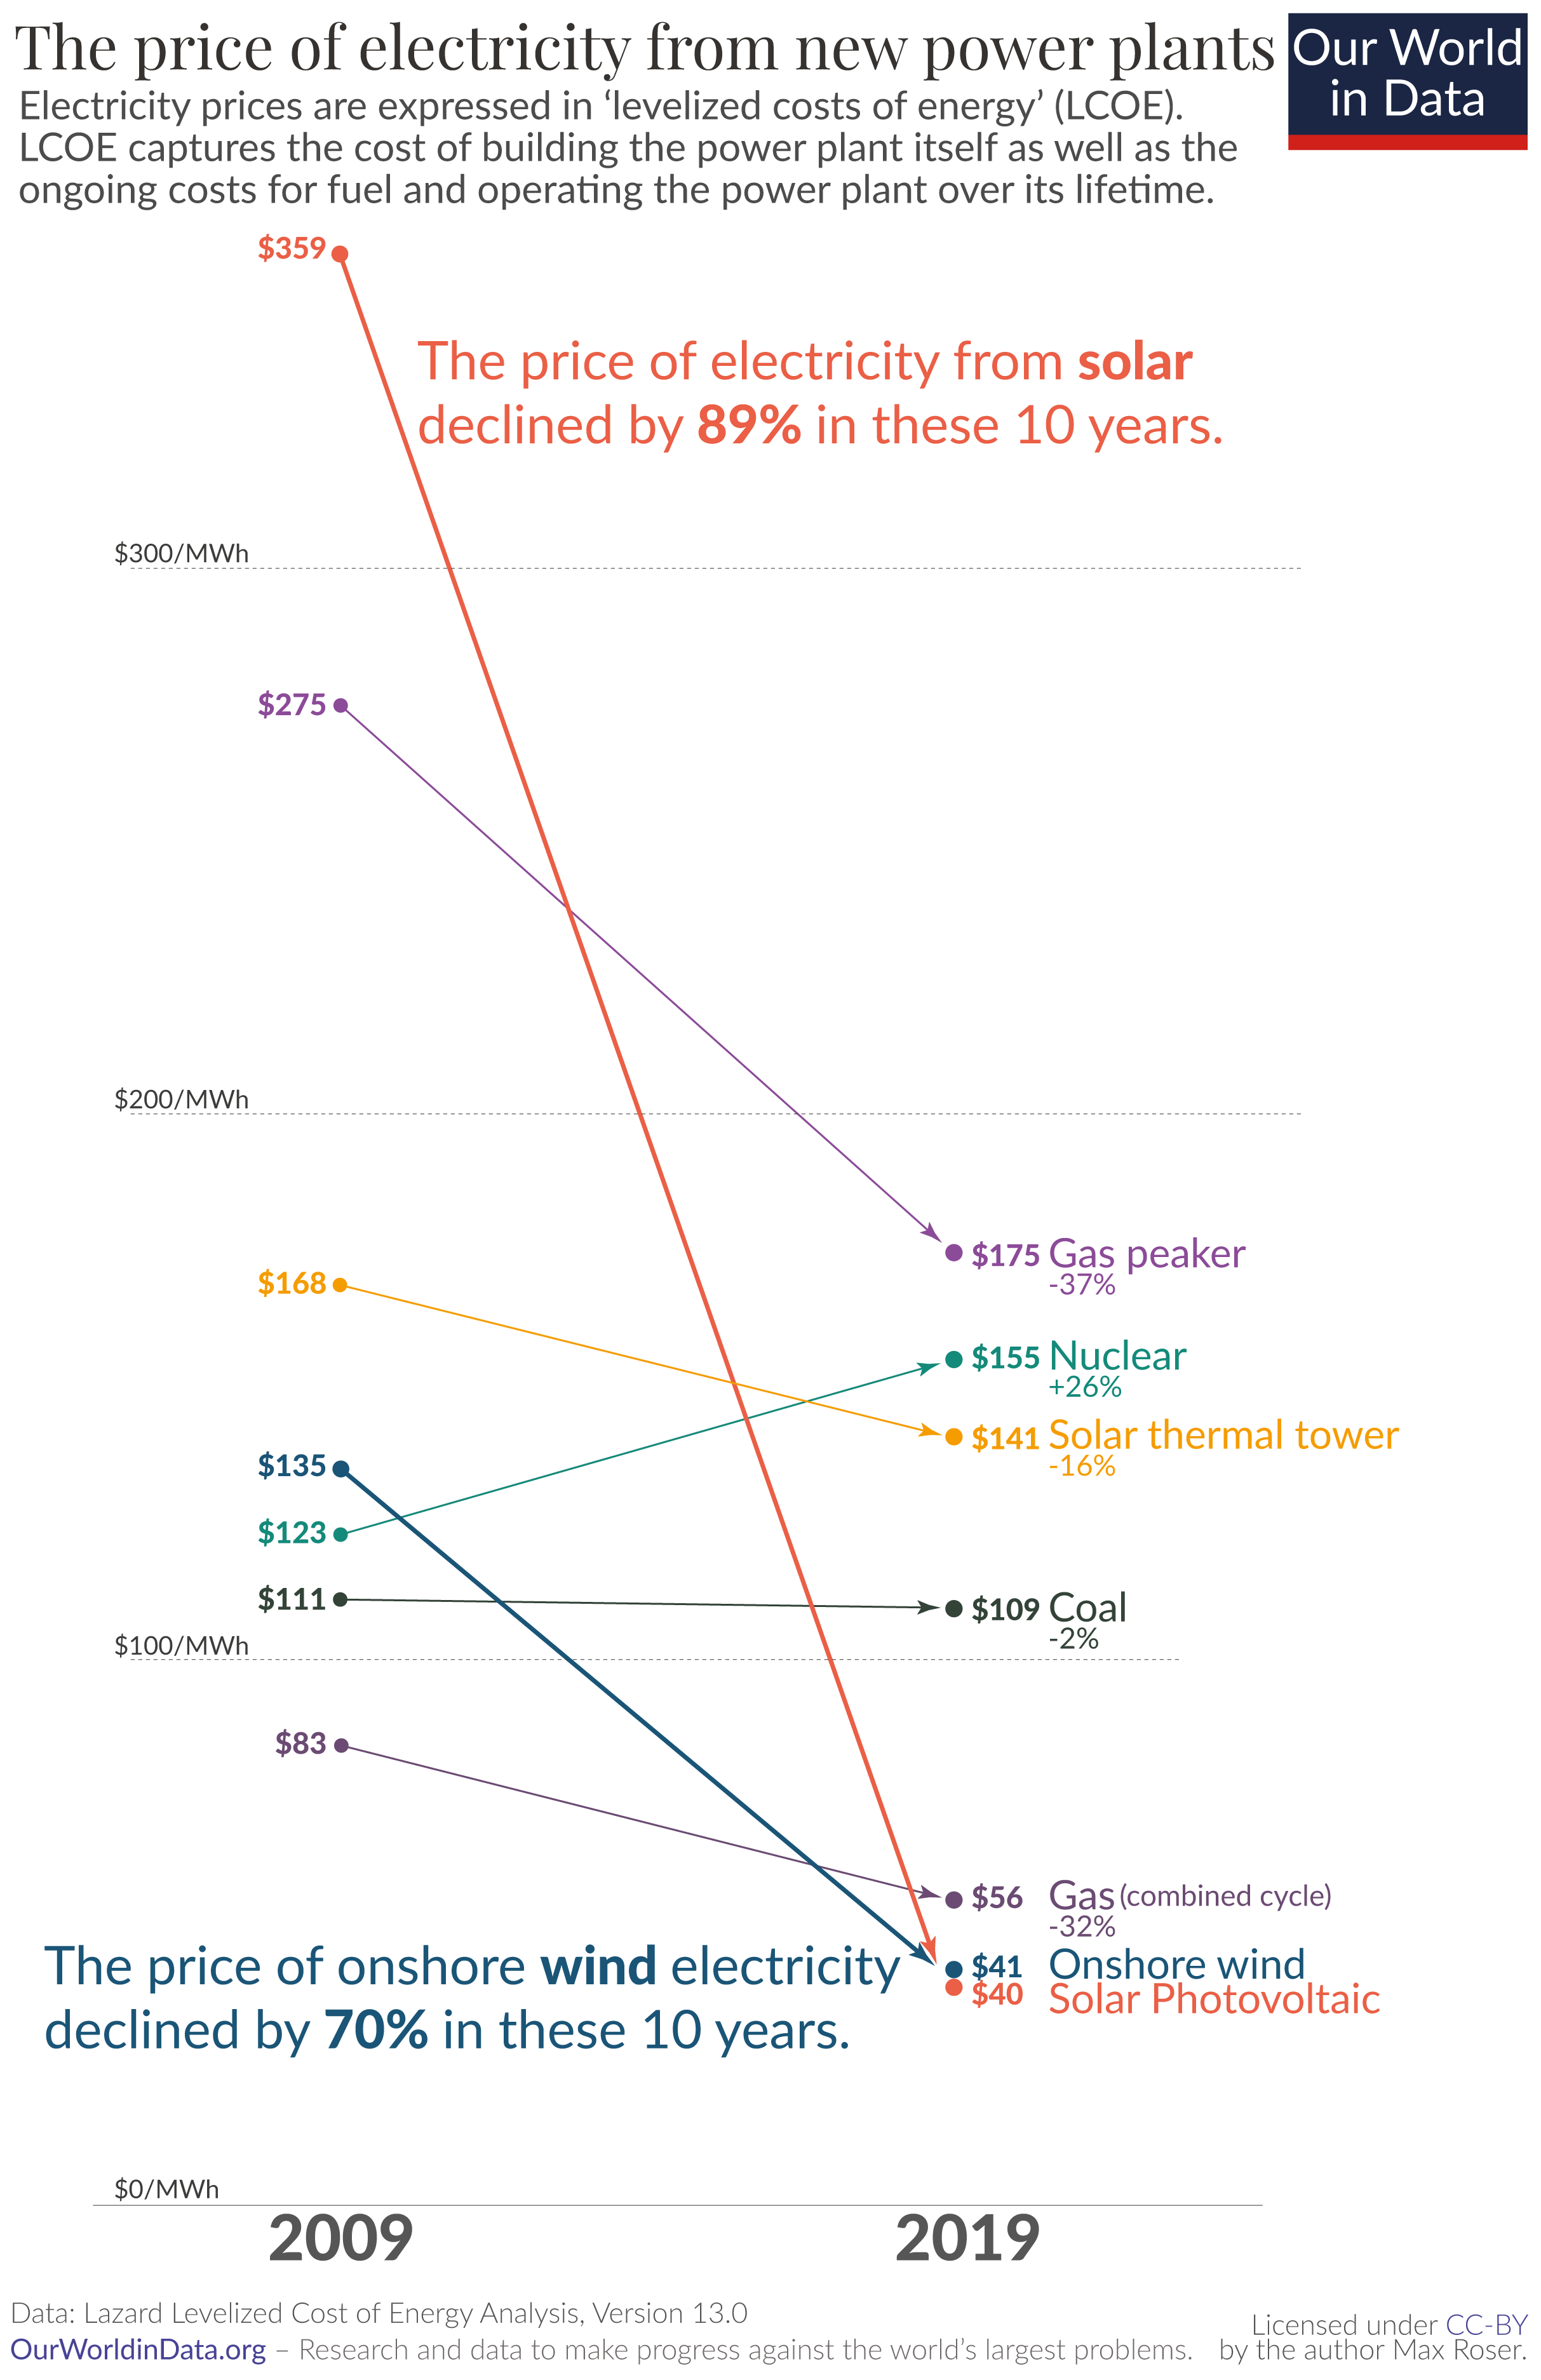 The price of electricity from new power plants
Our World
in Data
Electricity prices are expressed in ‘levelized costs of energy’ (LCOE).
LCOE captures the cost of building the power plant itself as well as the
ongoing costs for fuel and operating the power plant over its lifetime.
$359
The price of electricity from solar
declined by 89% in these 10 years.
$300/MWh
$275
$200/MWh
$175 Gas peaker
-37%
$168
$155 Nuclear
+26%
$141 Solar thermal tower
-16%
$135
$123
$111
$109 Coal
-2%
$100/MWh
$83
$56 Gas (combined cycle)
-32%
$41 Onshore wind
$40 Solar Photovoltaic
The price of onshore wind electricity
declined by 70% in these 10 years.
$0/MWh
2009 2019
Data: Lazard Levelized Cost of Energy Analysis, Version 13.0
OurWorldinData.org – Research and data to make progress against the world’s largest problems.
Licensed under CC-BY
by the author Max Roser.